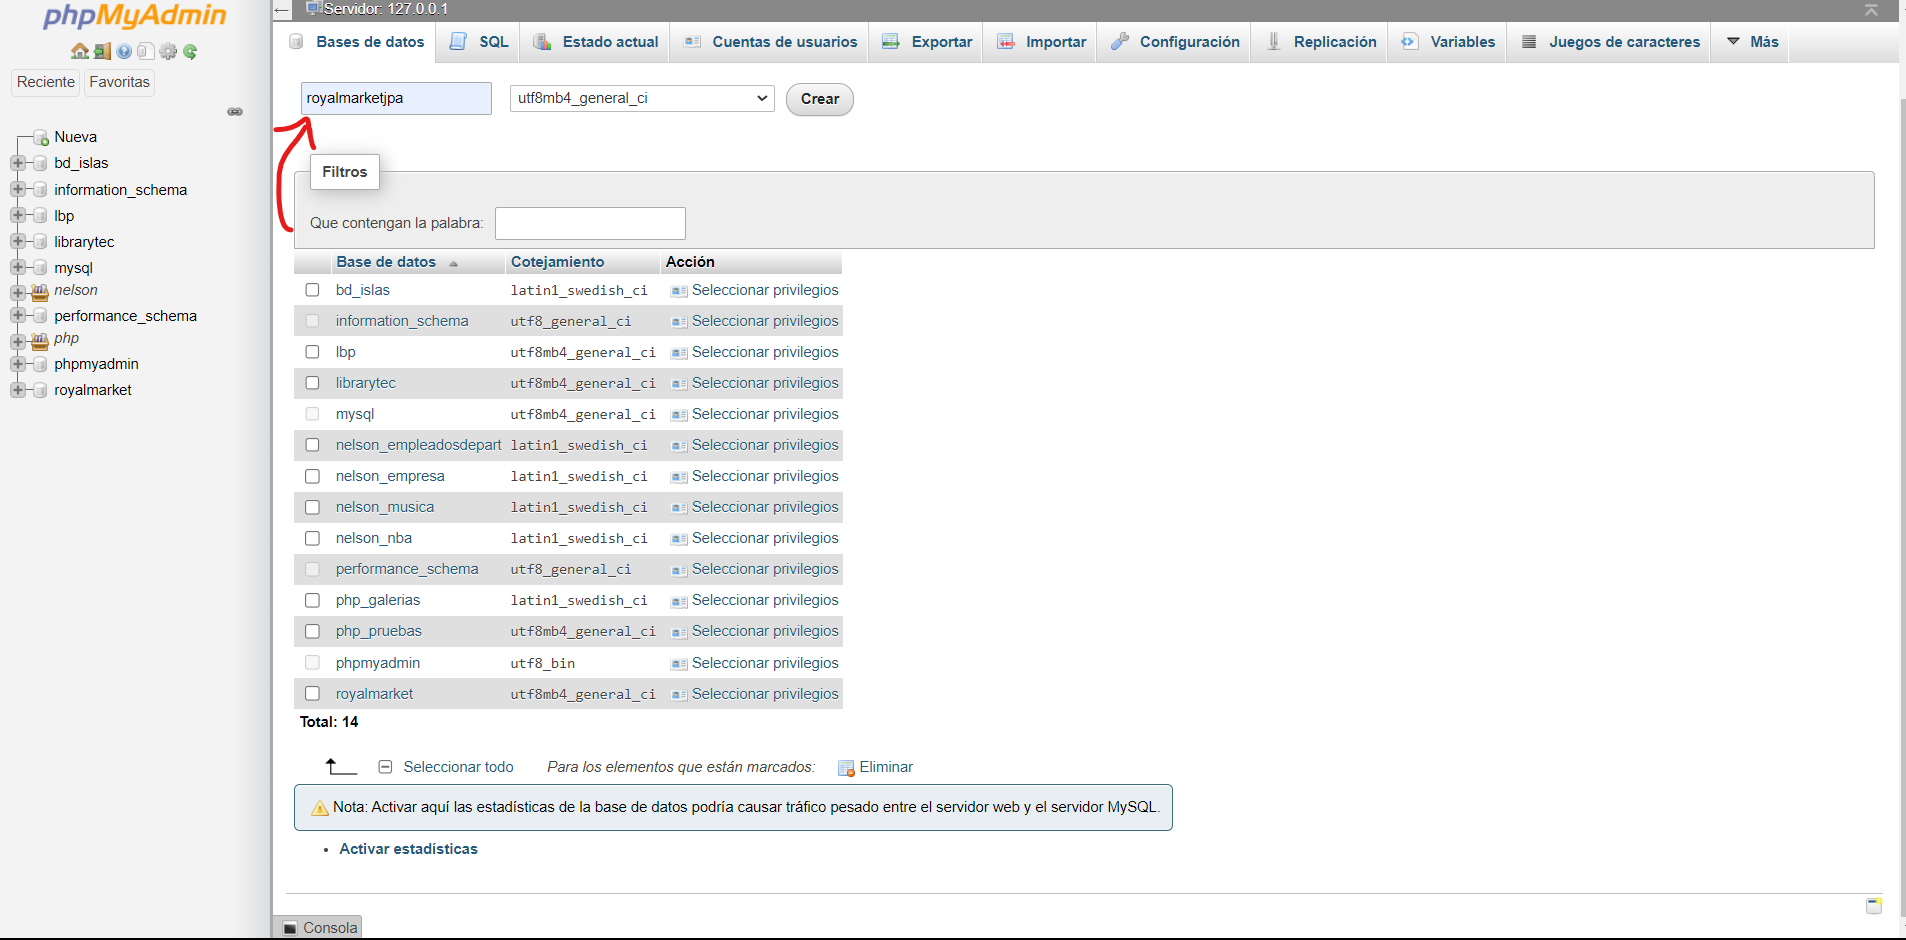 phpMyAdmin
Reciente Favoritas
Nueva
bd_islas
information_schema
lbp
librarytec
mysql
nelson
performance_schema
php
phpmyadmin
royalmarket
Servidor: 127.0.0.1
Bases de datos SQL Estado actual Cuentas de usuarios Exportar Importar Configuración Replicación Variables Juegos de caracteres Más
royalmarketjpa utf8mb4_general_ci Crear
Filtros
Que contengan la palabra:
Base de datos Cotejamiento Acción
bd_islas latin1_swedish_ci Seleccionar privilegios
information_schema utf8_general_ci Seleccionar privilegios
lbp utf8mb4_general_ci Seleccionar privilegios
librarytec utf8mb4_general_ci Seleccionar privilegios
mysql utf8mb4_general_ci Seleccionar privilegios
nelson_empleadosdepart latin1_swedish_ci Seleccionar privilegios
nelson_empresa latin1_swedish_ci Seleccionar privilegios
nelson_musica latin1_swedish_ci Seleccionar privilegios
nelson_nba latin1_swedish_ci Seleccionar privilegios
performance_schema utf8_general_ci Seleccionar privilegios
php_galerias latin1_swedish_ci Seleccionar privilegios
php_pruebas utf8mb4_general_ci Seleccionar privilegios
phpmyadmin utf8_bin Seleccionar privilegios
royalmarket utf8mb4_general_ci Seleccionar privilegios
Total: 14
Seleccionar todo Para los elementos que están marcados: Eliminar
Nota: Activar aquí las estadísticas de la base de datos podría causar tráfico pesado entre el servidor web y el servidor MySQL.
• Activar estadísticas
Consola